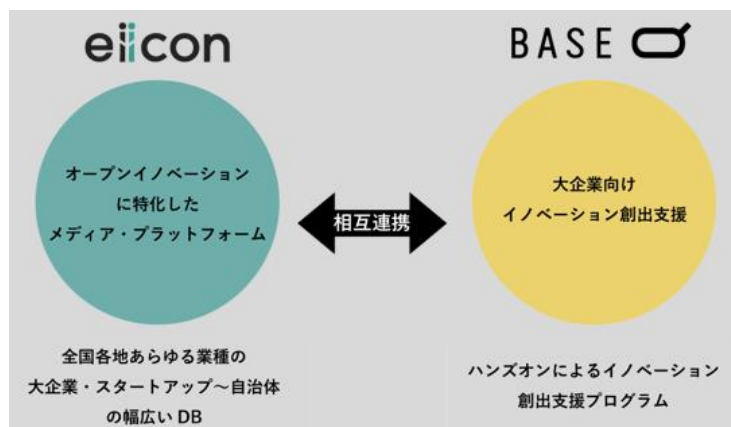 eiicon
オープンイノベーション
に特化した
メディア・プラットフォーム
全国各地あらゆる業種の
大企業・スタートアップ～自治体
の幅広い DB
相互連携
BASE Q
大企業向け
イノベーション創出支援
ハンズオンによるイノベーション
創出支援プログラム